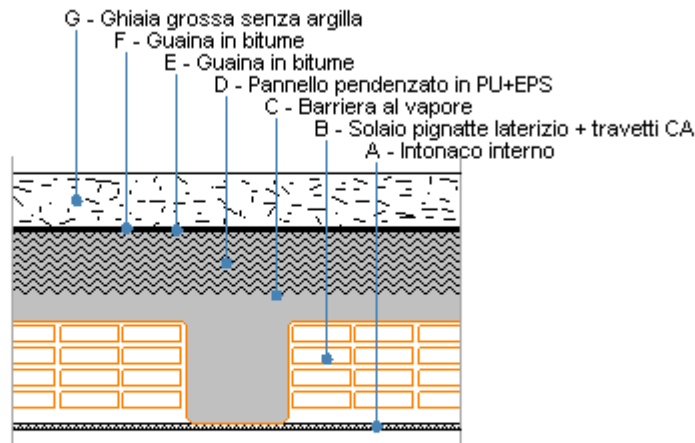 G - Ghiaia grossa senza argilla
F - Guaina in bitume
E - Guaina in bitume
D - Pannello pendenzato in PU+EPS
C - Barriera al vapore
B - Solaio pignatte laterizio + travetti CA
A - Intonaco interno